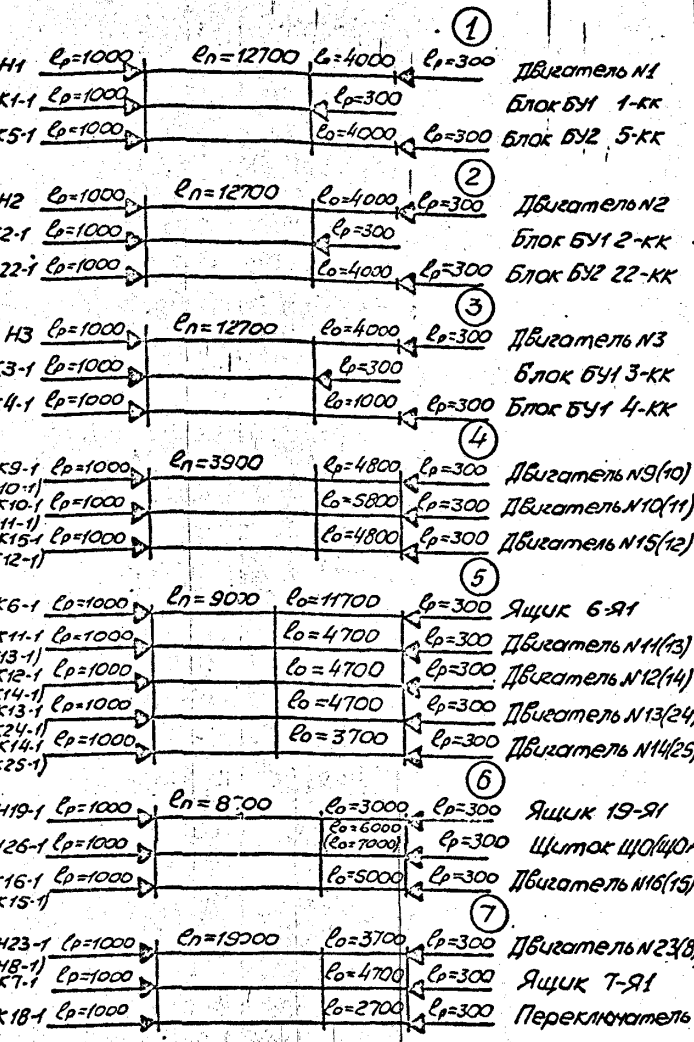 1
Н1 ℓр=1000 ℓп=12700 ℓо=4000 ℓр=300 Двигатель N1
К1-1 ℓр=1000 ℓр=300 Блок БУ1 1-КК
К5-1 ℓр=1000 ℓо=4000 ℓр=300 Блок БУ2 5-КК
2
Н2 ℓр=1000 ℓп=12700 ℓо=4000 ℓр=300 Двигатель N2
2-1 ℓр=1000 ℓр=300 Блок БУ1 2-КК
22-1 ℓр=1000 ℓо=4000 ℓр=300 Блок БУ2 22-КК
3
Н3 ℓр=1000 ℓп=12700 ℓо=4000 ℓр=300 Двигатель N3
К3-1 ℓр=1000 ℓр=300 Блок БУ1 3-КК
4-1 ℓр=1000 ℓо=1000 ℓр=300 Блок БУ1 4-КК
4
К9-1 ℓр=1000 ℓп=3900 ℓр=4800 ℓр=300 Двигатель N9(10)
10-1)
К10-1 ℓр=1000 ℓо=5800 ℓр=300 Двигатель N10(11)
11-1)
К15-1 ℓр=1000 ℓо=4800 ℓр=300 Двигатель N15(12)
12-1)
5
К6-1 ℓр=1000 ℓп=9000 ℓо=11700 ℓр=300 Ящик 6-Я1
К11-1 ℓр=1000 ℓо=4700 ℓр=300 Двигатель N11(13)
13-1)
К12-1 ℓр=1000 ℓо=4700 ℓр=300 Двигатель N12(14)
К14-1)
К13-1 ℓр=1000 ℓо=4700 ℓр=300 Двигатель N13(24)
К24-1)
К14-1 ℓр=1000 ℓо=3700 ℓр=300 Двигатель N14(25)
К25-1)
6
Н19-1 ℓр=1000 ℓо=3000 ℓр=300 Ящик 19-Я1
ℓо=6000
Н26-1 ℓр=1000 (ℓо=7000) ℓр=300 Щиток ЩО(ЩОА
К16-1 ℓр=1000 ℓо=5000 ℓр=300 Двигатель N16(15)
К15-1)
7
Н23-1 ℓр=1000 ℓп=19000 ℓо=3700 ℓр=300 Двигатель N23(8)
Н8-1)
К7-1 ℓр=1000 ℓо=4700 ℓр=300 Ящик 7-Я1
К18-1 ℓр=1000 ℓо=2700 ℓр=300 Переключатель